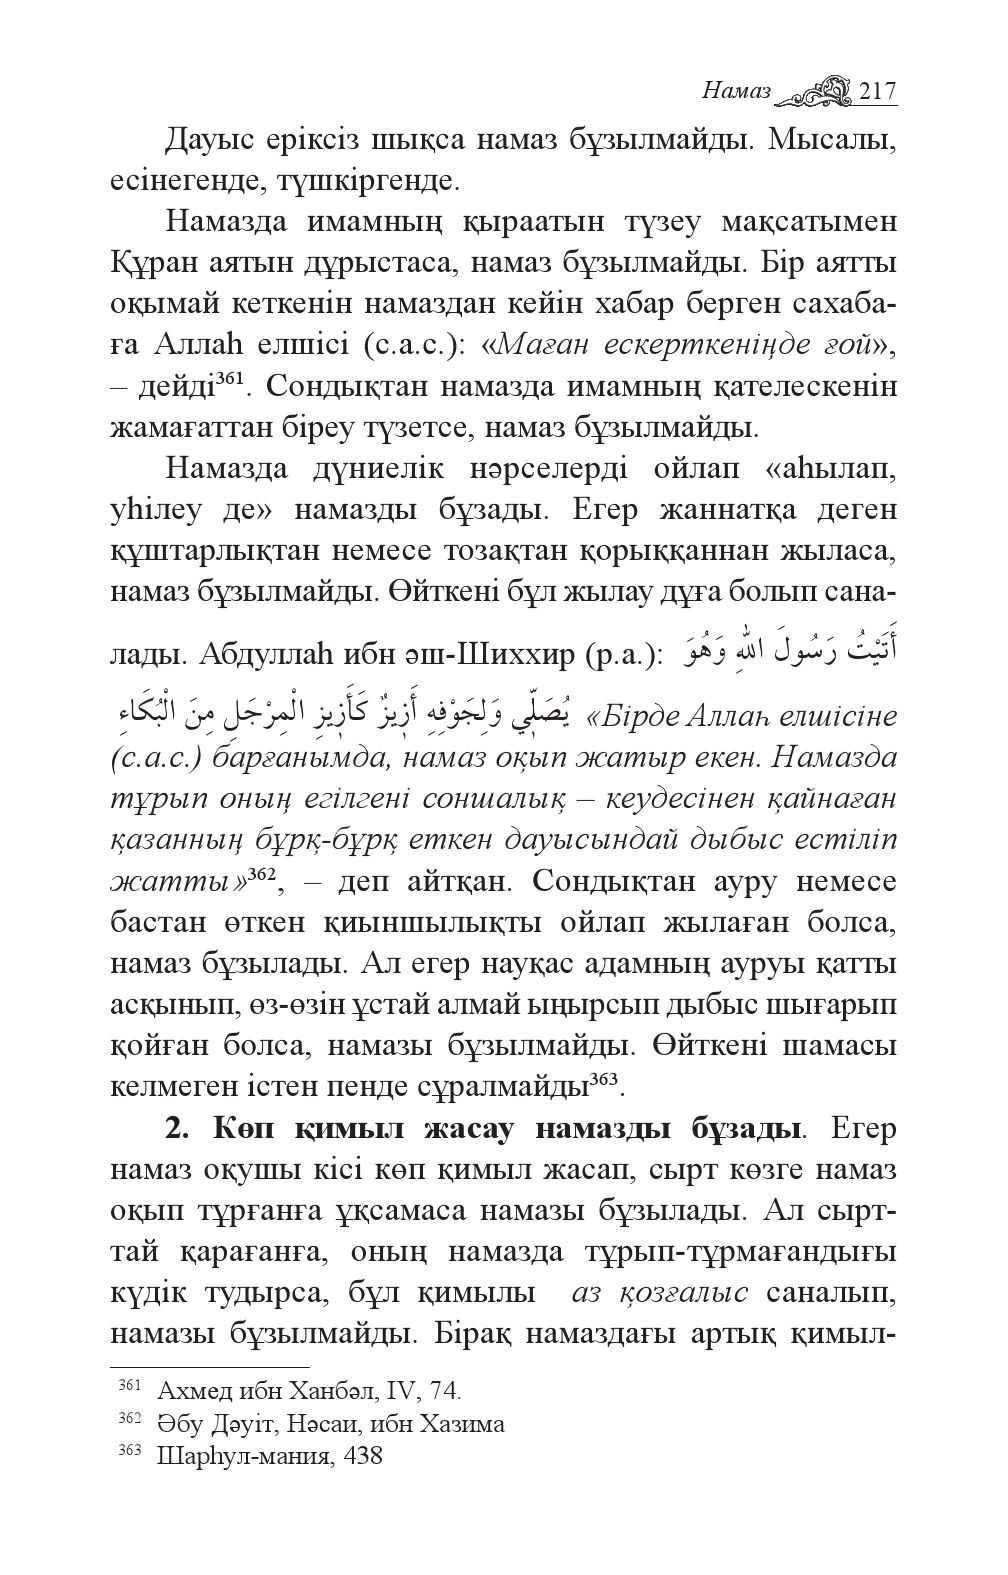 Намаз 217
Дауыс еріксіз шықса намаз бұзылмайды. Мысалы,
есінегенде, түшкіргенде.
Намазда имамның қыраатын түзеу мақсатымен
Құран аятын дұрыстаса, намаз бұзылмайды. Бір аятты
оқымай кеткенін намаздан кейін хабар берген сахаба-
ға Аллаһ елшісі (с.а.с.): «Маған ескерткеніңде ғой»,
– дейді³⁶¹. Сондықтан намазда имамның қателескенін
жамағаттан біреу түзетсе, намаз бұзылмайды.
Намазда дүниелік нәрселерді ойлап «аһылап,
уһілеу де» намазды бұзады. Егер жаннатқа деген
құштарлықтан немесе тозақтан қорыққаннан жыласа,
намаз бұзылмайды. Өйткені бұл жылау дұға болып сана-
лады. Абдуллаһ ибн әш-Шиххир (р.а.): أَتَيْتُ رَسُولَ اللهِ وَهُوَ
يُصَلِّي وَلِجَوْفِهِ أَزِيزٌ كَأَزِيزِ الْمِرْجَلِ مِنَ الْبُكَاءِ «Бірде Аллаһ елшісіне
(с.а.с.) барғанымда, намаз оқып жатыр екен. Намазда
тұрып оның егілгені соншалық – кеудесінен қайнаған
қазанның бұрқ-бұрқ еткен дауысындай дыбыс естіліп
жатты»³⁶², – деп айтқан. Сондықтан ауру немесе
бастан өткен қиыншылықты ойлап жылаған болса,
намаз бұзылады. Ал егер науқас адамның ауруы қатты
асқынып, өз-өзін ұстай алмай ыңырсып дыбыс шығарып
қойған болса, намазы бұзылмайды. Өйткені шамасы
келмеген істен пенде сұралмайды³⁶³.
2. Көп қимыл жасау намазды бұзады. Егер
намаз оқушы кісі көп қимыл жасап, сырт көзге намаз
оқып тұрғанға ұқсамаса намазы бұзылады. Ал сырт-
тай қарағанға, оның намазда тұрып-тұрмағандығы
күдік тудырса, бұл қимылы аз қозғалыс саналып,
намазы бұзылмайды. Бірақ намаздағы артық қимыл-
361 Ахмед ибн Ханбәл, IV, 74.
362 Әбу Дәуіт, Нәсаи, ибн Хазима
363 Шарһул-мания, 438